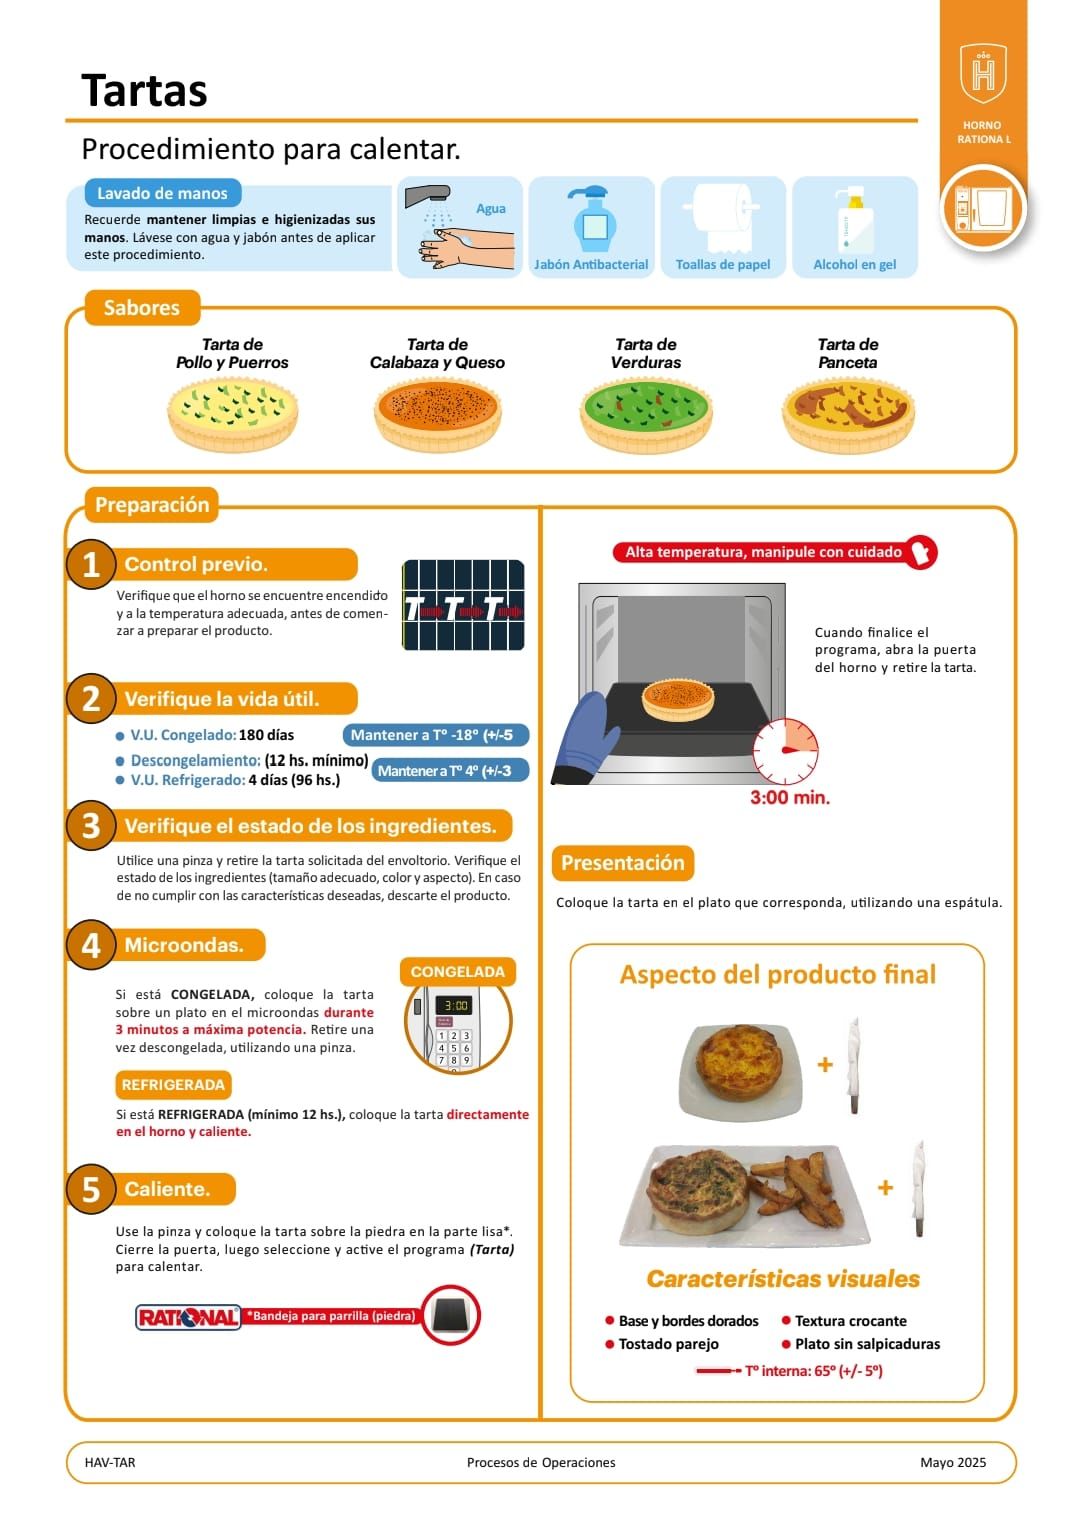 Tartas
Procedimiento para calentar.
HORNO
RATIONA L
Lavado de manos
Recuerde mantener limpias e higienizadas sus
manos. Lávese con agua y jabón antes de aplicar
este procedimiento.
Agua
Jabón Antibacterial
Toallas de papel
Alcohol en gel
Sabores
Tarta de
Pollo y Puerros
Tarta de
Calabaza y Queso
Tarta de
Verduras
Tarta de
Panceta
Preparación
1 Control previo.
Verifique que el horno se encuentre encendido
y a la temperatura adecuada, antes de comen-
zar a preparar el producto.
T T T
2 Verifique la vida útil.
V.U. Congelado: 180 días
Mantener a Tº -18º (+/-5
Descongelamiento: (12 hs. mínimo)
V.U. Refrigerado: 4 días (96 hs.)
Mantener a Tº 4º (+/-3
3 Verifique el estado de los ingredientes.
Utilice una pinza y retire la tarta solicitada del envoltorio. Verifique el
estado de los ingredientes (tamaño adecuado, color y aspecto). En caso
de no cumplir con las características deseadas, descarte el producto.
4 Microondas.
CONGELADA
Si está CONGELADA, coloque la tarta
sobre un plato en el microondas durante
3 minutos a máxima potencia. Retire una
vez descongelada, utilizando una pinza.
3:00
1 2 3
4 5 6
7 8 9
REFRIGERADA
Si está REFRIGERADA (mínimo 12 hs.), coloque la tarta directamente
en el horno y caliente.
5 Caliente.
Use la pinza y coloque la tarta sobre la piedra en la parte lisa*.
Cierre la puerta, luego seleccione y active el programa (Tarta)
para calentar.
RATIONAL *Bandeja para parrilla (piedra)
Alta temperatura, manipule con cuidado
Cuando finalice el
programa, abra la puerta
del horno y retire la tarta.
3:00 min.
Presentación
Coloque la tarta en el plato que corresponda, utilizando una espátula.
Aspecto del producto final
+
+
Características visuales
Base y bordes dorados
Textura crocante
Tostado parejo
Plato sin salpicaduras
Tº interna: 65º (+/- 5º)
HAV-TAR
Procesos de Operaciones
Mayo 2025